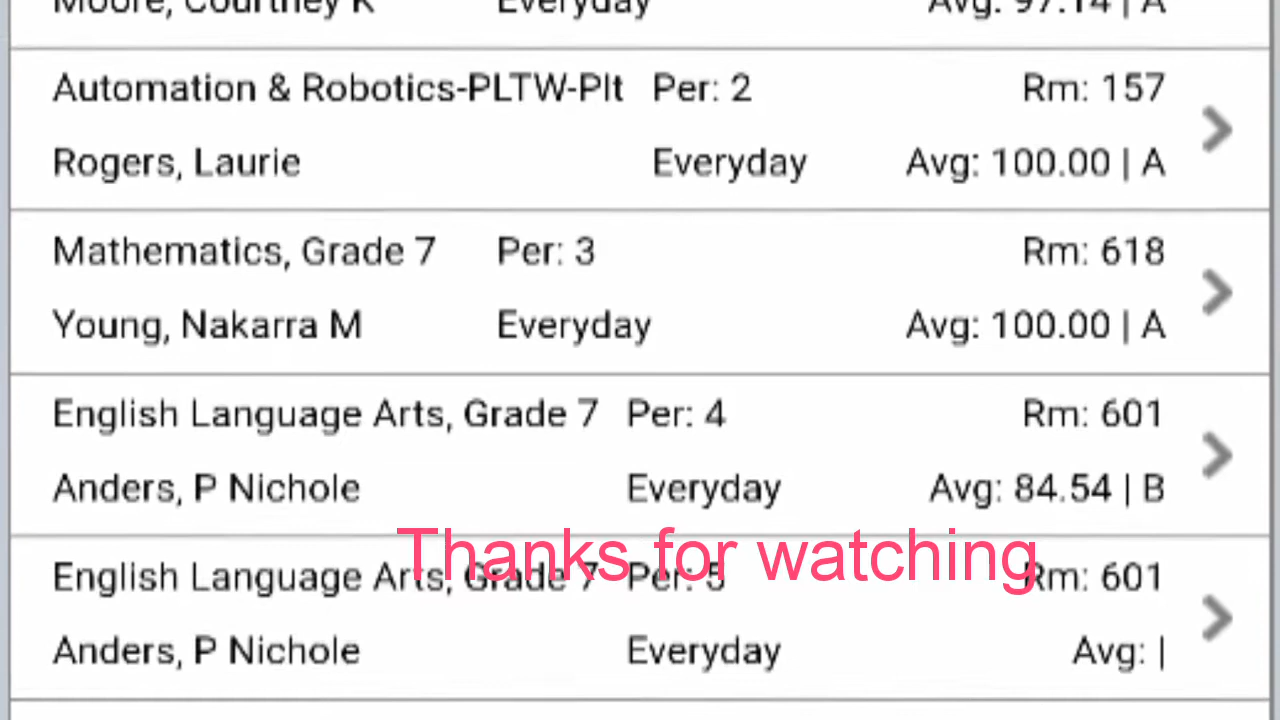 Moore, Courtney K Everyday Avg: 97.14 | A
Automation & Robotics-PLTW-Plt Per: 2 Rm: 157
Rogers, Laurie Everyday Avg: 100.00 | A
Mathematics, Grade 7 Per: 3 Rm: 618
Young, Nakarra M Everyday Avg: 100.00 | A
English Language Arts, Grade 7 Per: 4 Rm: 601
Anders, P Nichole Everyday Avg: 84.54 | B
Thanks for watching
English Language Arts, Grade 7 Per: 5 Rm: 601
Anders, P Nichole Everyday Avg: |